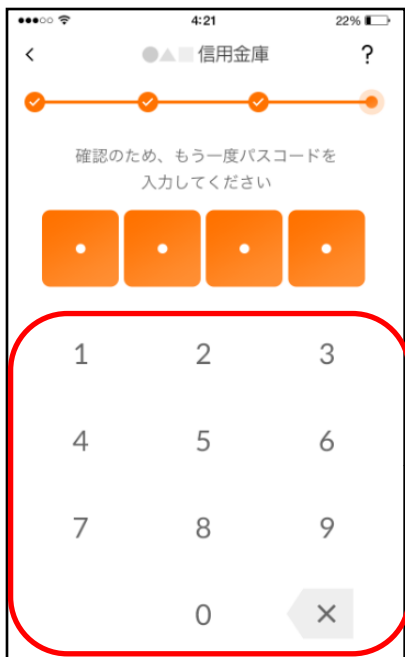 4:21
22%
●▲■ 信用金庫
?
確認のため、もう一度パスコードを
入力してください
1 2 3
4 5 6
7 8 9
0